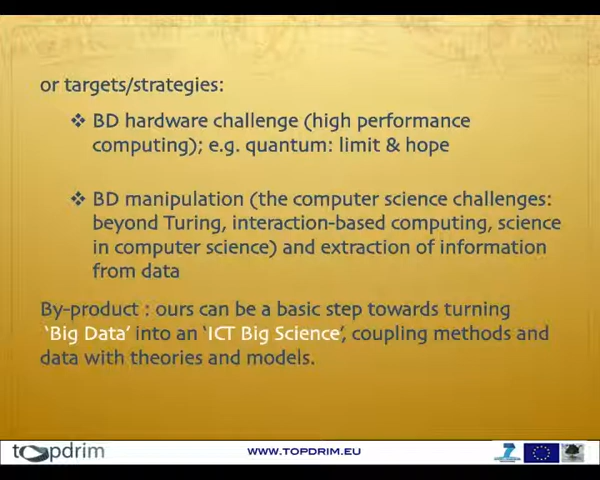 or targets/strategies:
❖ BD hardware challenge (high performance
computing); e.g. quantum: limit & hope
❖ BD manipulation (the computer science challenges:
beyond Turing, interaction-based computing, science
in computer science) and extraction of information
from data
By-product : ours can be a basic step towards turning
‘Big Data’ into an ‘ICT Big Science’, coupling methods and
data with theories and models.
topdrim
WWW.TOPDRIM.EU